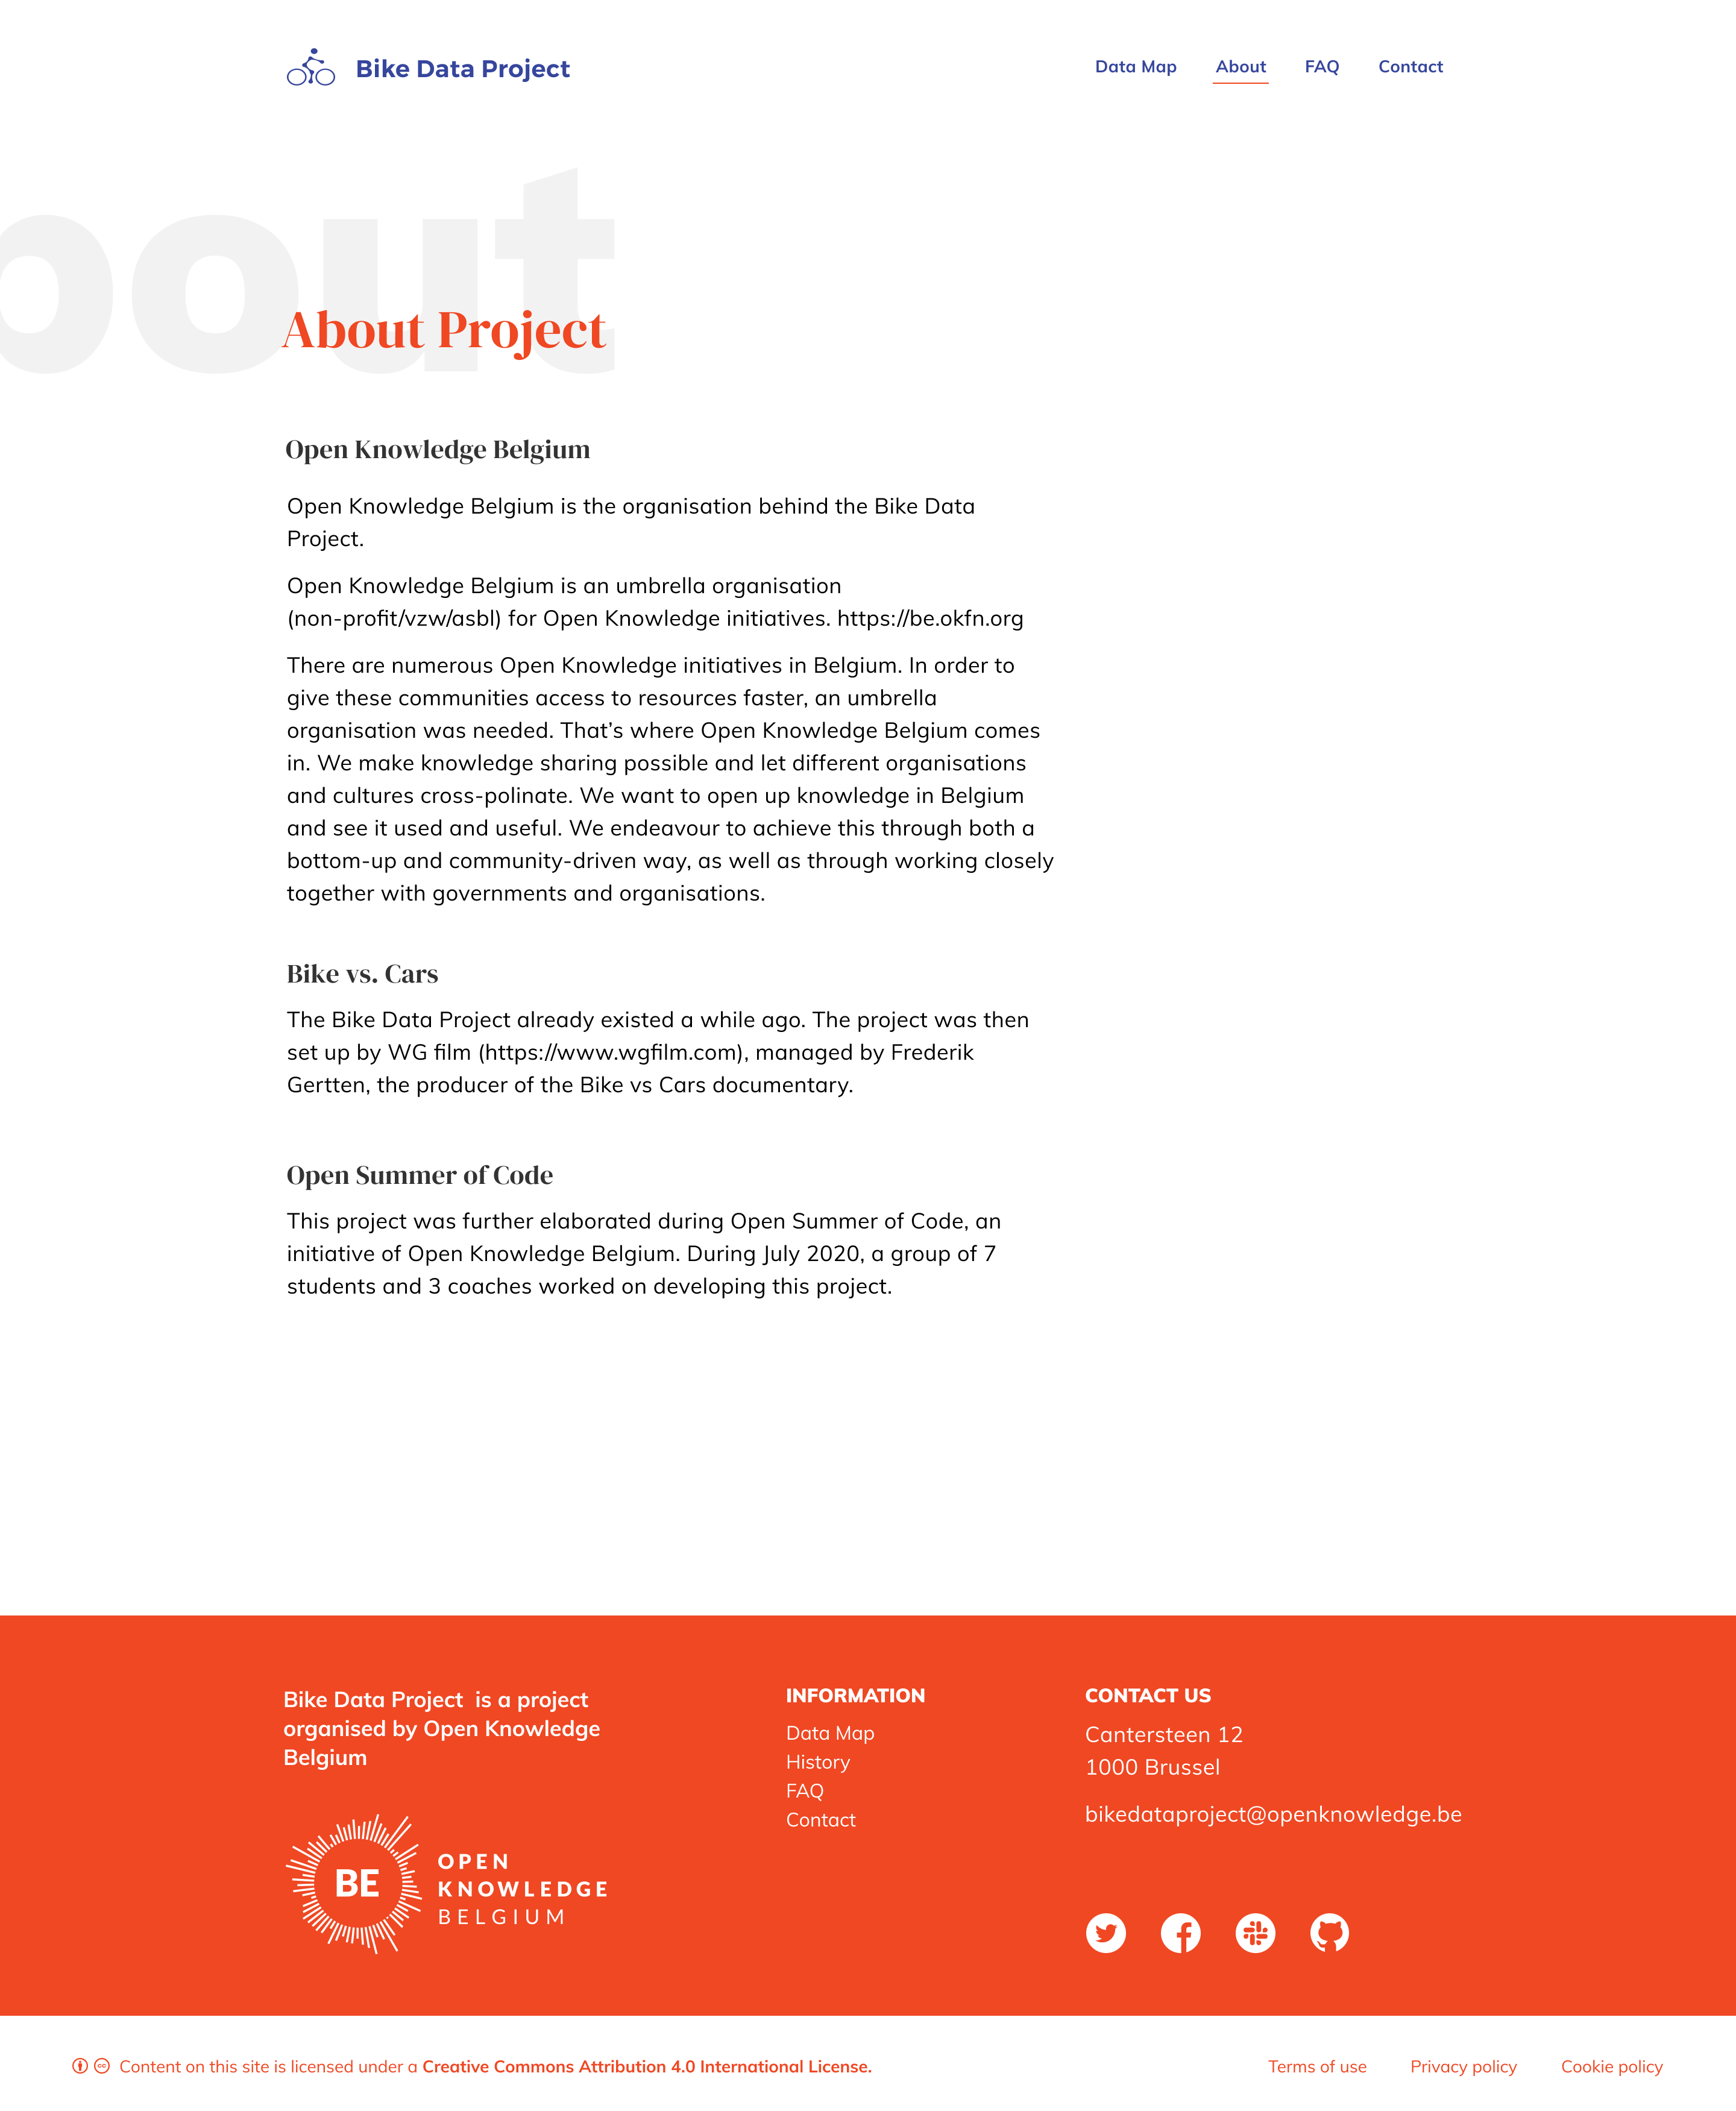 Bike Data Project
Data Map
About
FAQ
Contact
bout
About Project
Open Knowledge Belgium
Open Knowledge Belgium is the organisation behind the Bike Data
Project.
Open Knowledge Belgium is an umbrella organisation
(non-profit/vzw/asbl) for Open Knowledge initiatives. https://be.okfn.org
There are numerous Open Knowledge initiatives in Belgium. In order to
give these communities access to resources faster, an umbrella
organisation was needed. That’s where Open Knowledge Belgium comes
in. We make knowledge sharing possible and let different organisations
and cultures cross-polinate. We want to open up knowledge in Belgium
and see it used and useful. We endeavour to achieve this through both a
bottom-up and community-driven way, as well as through working closely
together with governments and organisations.
Bike vs. Cars
The Bike Data Project already existed a while ago. The project was then
set up by WG film (https://www.wgfilm.com), managed by Frederik
Gertten, the producer of the Bike vs Cars documentary.
Open Summer of Code
This project was further elaborated during Open Summer of Code, an
initiative of Open Knowledge Belgium. During July 2020, a group of 7
students and 3 coaches worked on developing this project.
Bike Data Project is a project
organised by Open Knowledge
Belgium
BE
OPEN
KNOWLEDGE
BELGIUM
INFORMATION
Data Map
History
FAQ
Contact
CONTACT US
Cantersteen 12
1000 Brussel
bikedataproject@openknowledge.be
Content on this site is licensed under a Creative Commons Attribution 4.0 International License.
Terms of use
Privacy policy
Cookie policy